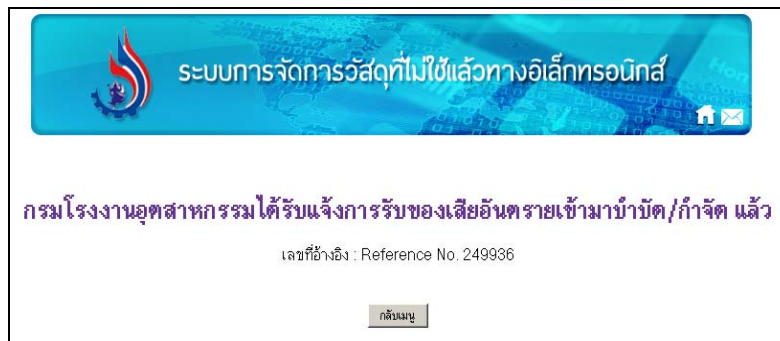 ระบบการจัดการวัสดุที่ไม่ใช้แล้วทางอิเล็กทรอนิกส์
กรมโรงงานอุตสาหกรรมได้รับแจ้งการรับของเสียอันตรายเข้ามาบำบัด/กำจัด แล้ว
เลขที่อ้างอิง : Reference No. 249936
กลับเมนู